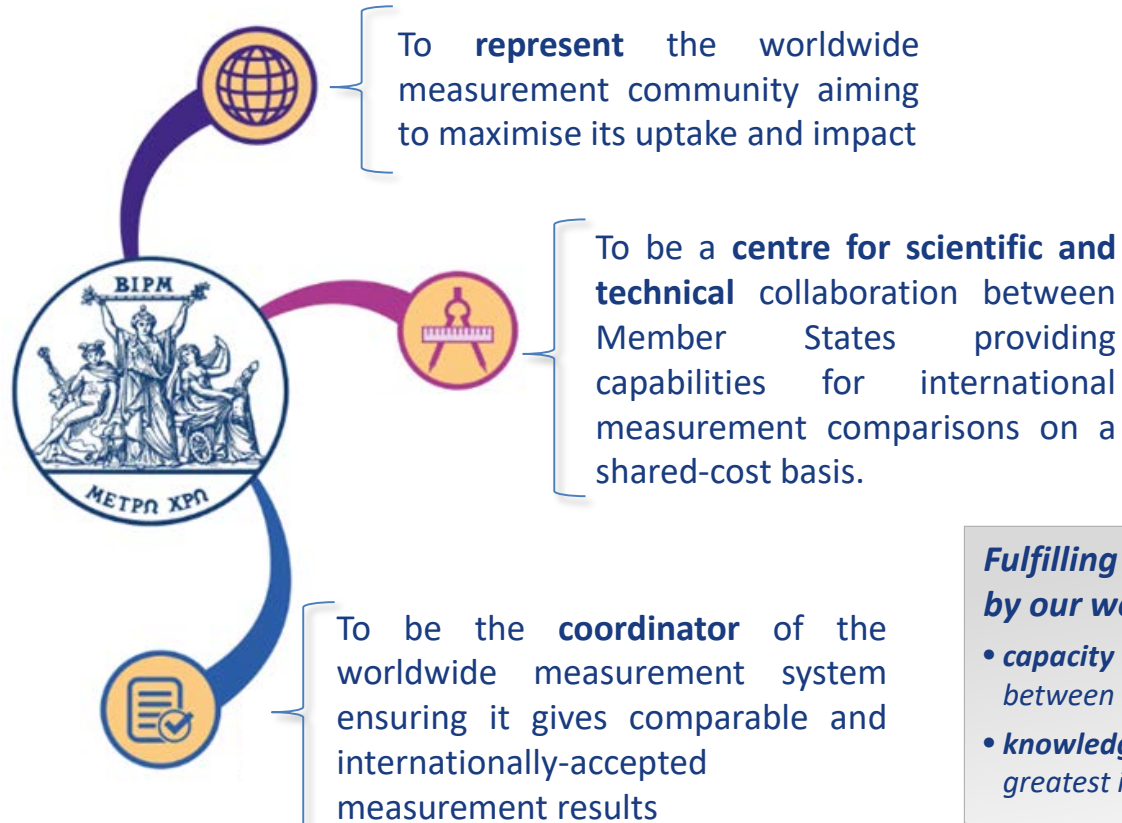 To represent the worldwide
measurement community aiming
to maximise its uptake and impact
BIPM
ΜΕΤΡΩ ΧΡΩ
To be a centre for scientific and
technical collaboration between
Member States providing
capabilities for international
measurement comparisons on a
shared-cost basis.
To be the coordinator of the
worldwide measurement system
ensuring it gives comparable and
internationally-accepted
measurement results
Fulfilling
by our
• capacity
between
greatest